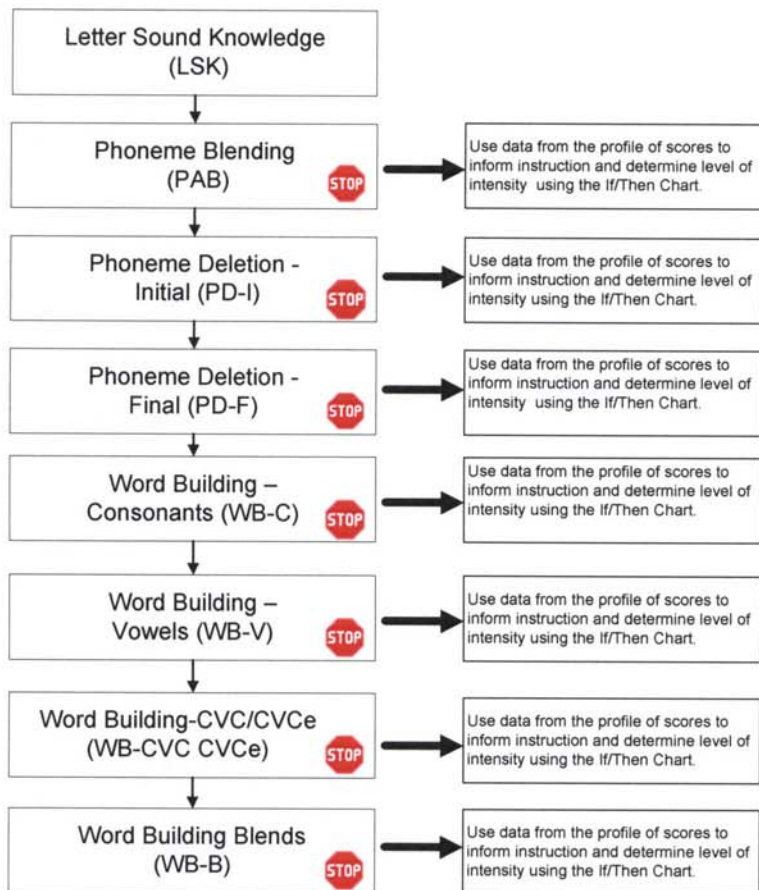 Letter Sound Knowledge
(LSK)
Phoneme Blending
(PAB)
STOP
Use data from the profile of scores to
inform instruction and determine level of
intensity using the If/Then Chart.
Phoneme Deletion -
Initial (PD-I)
STOP
Use data from the profile of scores to
inform instruction and determine level of
intensity using the If/Then Chart.
Phoneme Deletion -
Final (PD-F)
STOP
Use data from the profile of scores to
inform instruction and determine level of
intensity using the If/Then Chart.
Word Building –
Consonants (WB-C)
STOP
Use data from the profile of scores to
inform instruction and determine level of
intensity using the If/Then Chart.
Word Building –
Vowels (WB-V)
STOP
Use data from the profile of scores to
inform instruction and determine level of
intensity using the If/Then Chart.
Word Building-CVC/CVCe
(WB-CVC CVCe)
STOP
Use data from the profile of scores to
inform instruction and determine level of
intensity using the If/Then Chart.
Word Building Blends
(WB-B)
STOP
Use data from the profile of scores to
inform instruction and determine level of
intensity using the If/Then Chart.